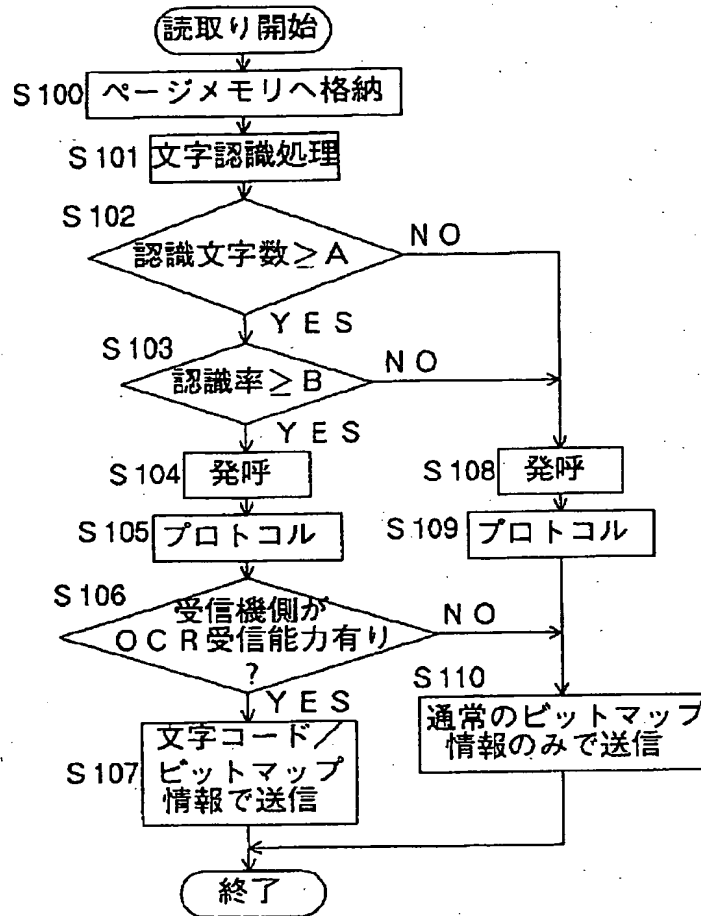 読取り開始
S100
ページメモリへ格納
S101
文字認識処理
S102
認識文字数≧A
NO
YES
S103
認識率≧B
NO
YES
S104
発呼
S108
発呼
S105
プロトコル
S109
プロトコル
S106
受信機側が
OCR受信能力有り
?
NO
YES
S110
通常のビットマップ
情報のみで送信
S107
文字コード/
ビットマップ
情報で送信
終了